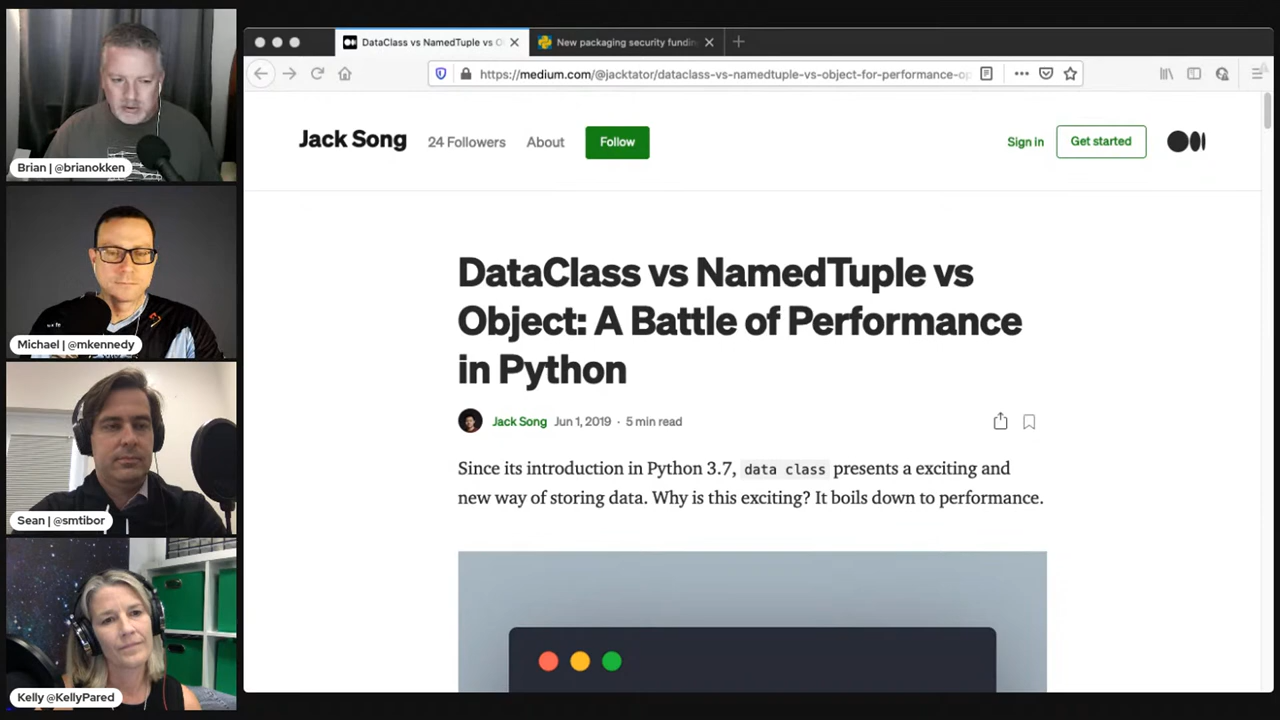 Brian | @brianokken
Michael | @mkennedy
Sean | @smtibor
Kelly @KellyPared
DataClass vs NamedTuple vs O
New packaging security fundin
https://medium.com/@jacktator/dataclass-vs-namedtuple-vs-object-for-performance-op
Jack Song
24 Followers
About
Follow
Sign in
Get started
DataClass vs NamedTuple vs
Object: A Battle of Performance
in Python
Jack Song Jun 1, 2019 · 5 min read
Since its introduction in Python 3.7, data class presents a exciting and
new way of storing data. Why is this exciting? It boils down to performance.